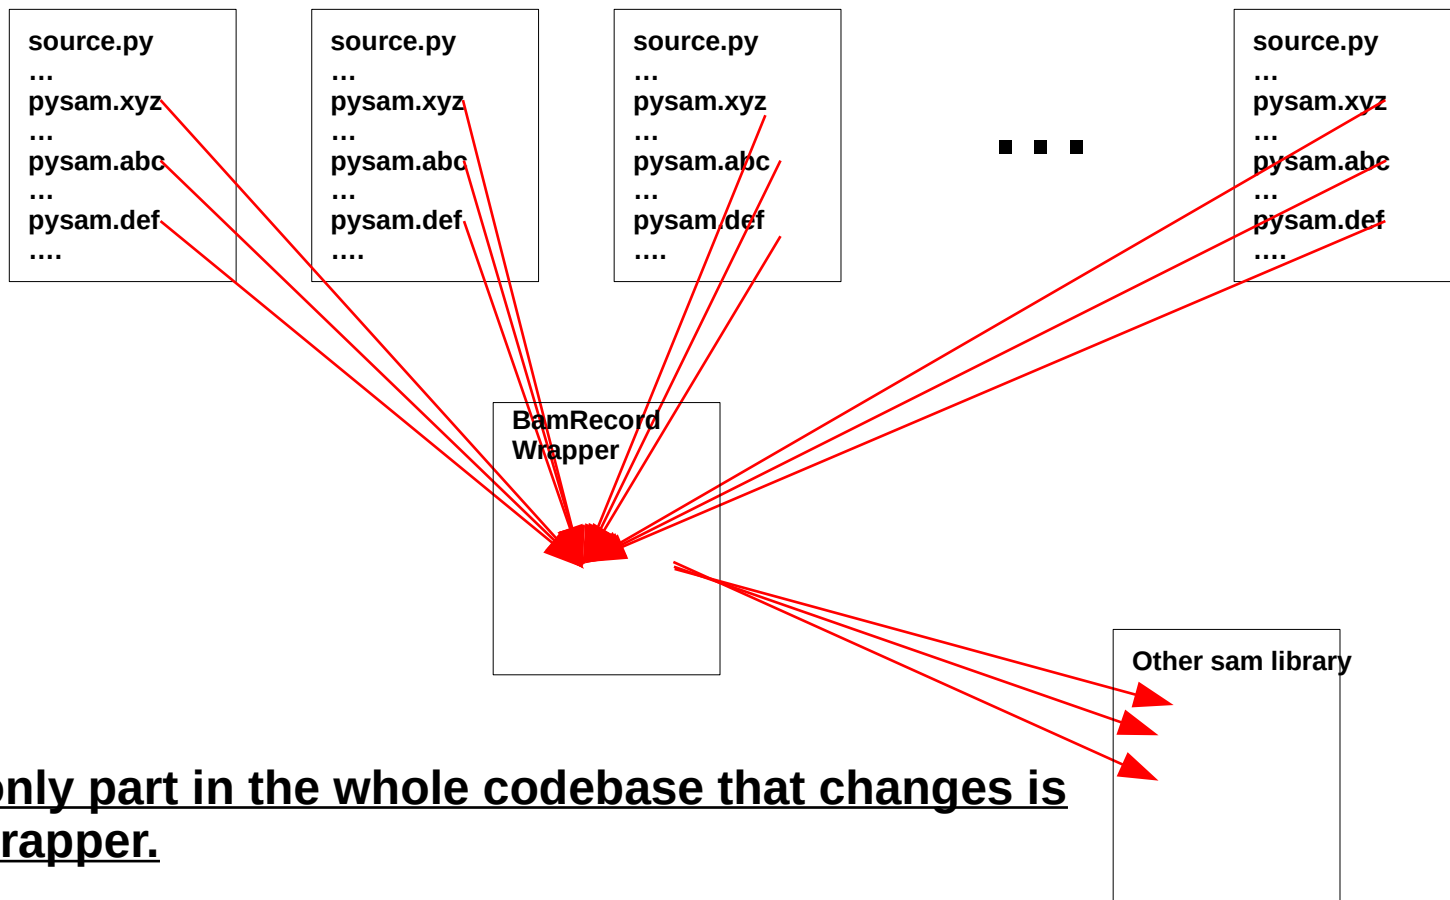 source.py
...
pysam.xyz
...
pysam.abc
...
pysam.def
....
source.py
...
pysam.xyz
...
pysam.abc
...
pysam.def
....
source.py
...
pysam.xyz
...
pysam.abc
...
pysam.def
....
...
source.py
...
pysam.xyz
...
pysam.abc
...
pysam.def
....
BamRecord
Wrapper
Other sam library
only part in the whole codebase that changes is
rapper.